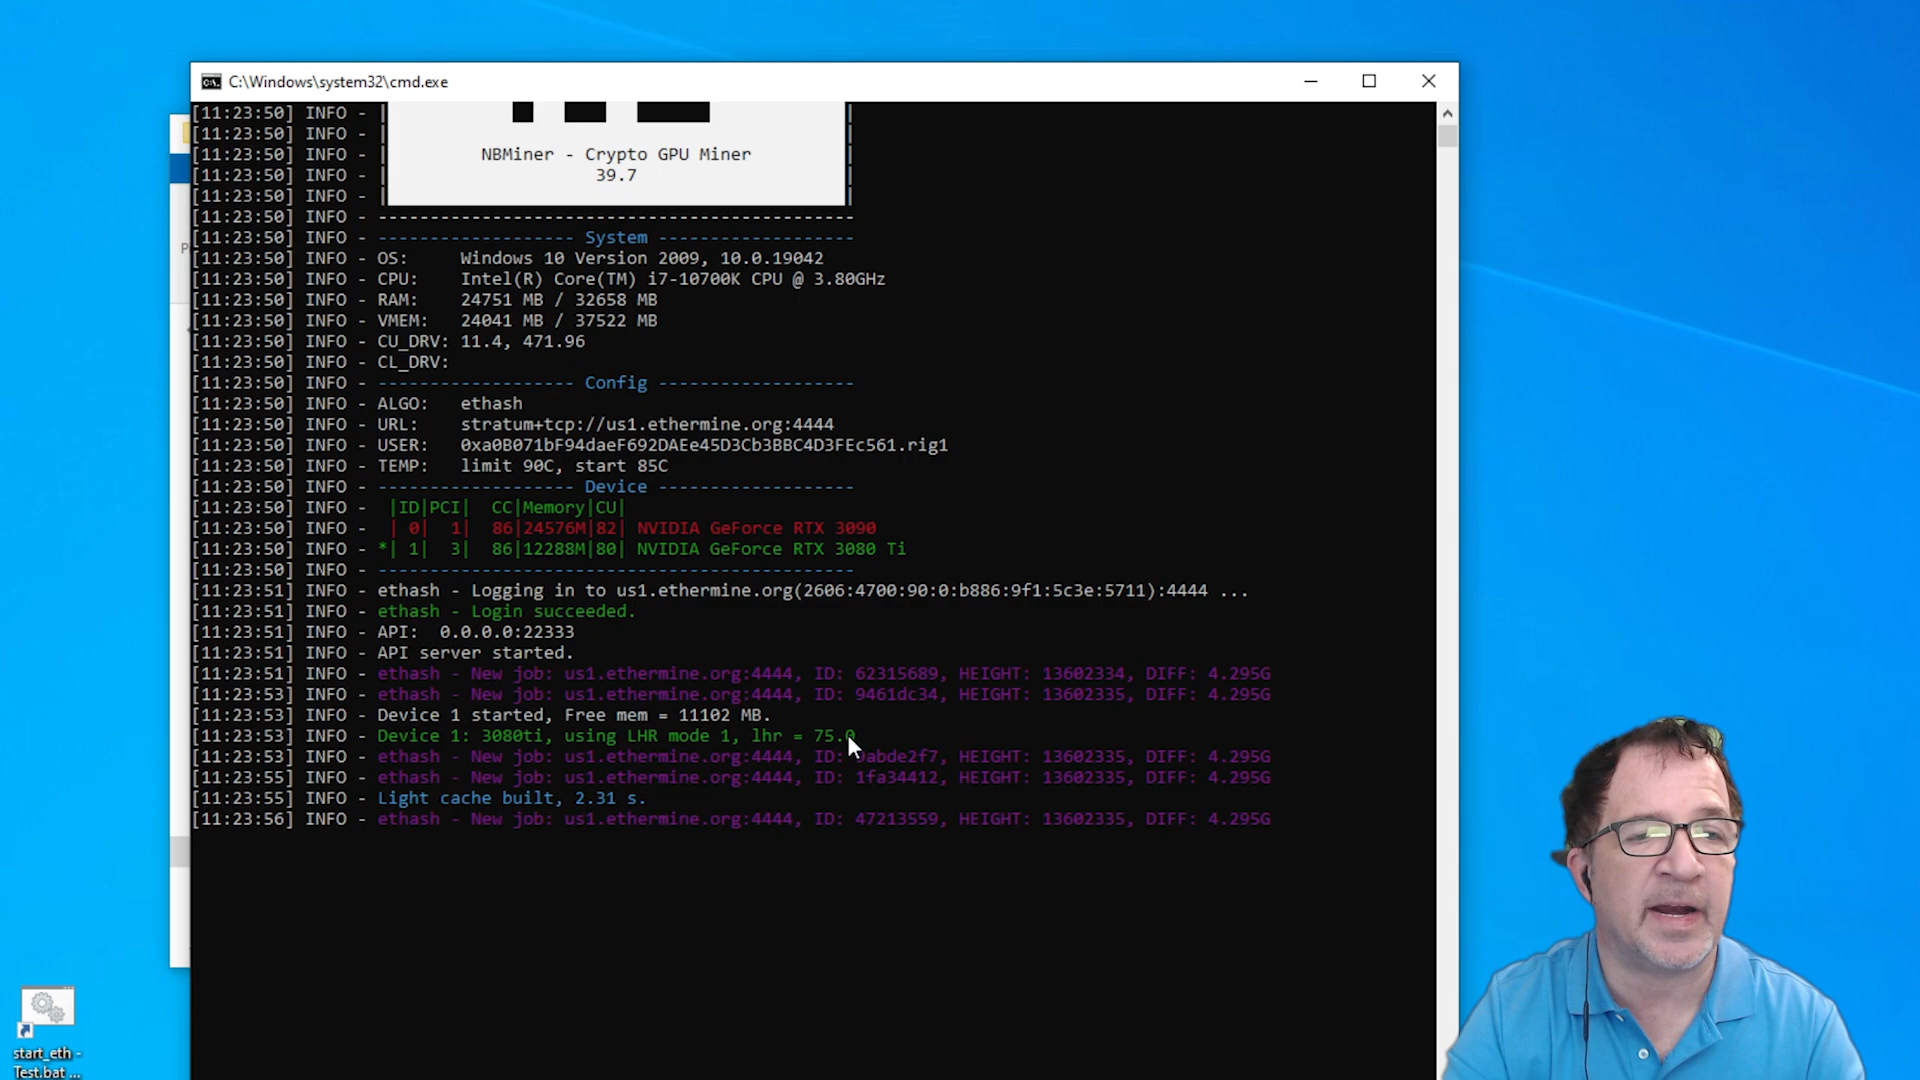 C:\Windows\system32\cmd.exe
[11:23:50] INFO - |
[11:23:50] INFO - |
[11:23:50] INFO - | NBMiner - Crypto GPU Miner |
[11:23:50] INFO - | 39.7 |
[11:23:50] INFO - |
[11:23:50] INFO - ----------------------------------------------
[11:23:50] INFO - ------------------- System -------------------
[11:23:50] INFO - OS: Windows 10 Version 2009, 10.0.19042
[11:23:50] INFO - CPU: Intel(R) Core(TM) i7-10700K CPU @ 3.80GHz
[11:23:50] INFO - RAM: 24751 MB / 32658 MB
[11:23:50] INFO - VMEM: 24041 MB / 37522 MB
[11:23:50] INFO - CU_DRV: 11.4, 471.96
[11:23:50] INFO - CL_DRV:
[11:23:50] INFO - ------------------- Config -------------------
[11:23:50] INFO - ALGO: ethash
[11:23:50] INFO - URL: stratum+tcp://us1.ethermine.org:4444
[11:23:50] INFO - USER: 0xa0B071bF94daeF692DAEe45D3Cb3BBC4D3FEc561.rig1
[11:23:50] INFO - TEMP: limit 90C, start 85C
[11:23:50] INFO - ------------------- Device -------------------
[11:23:50] INFO - |ID|PCI| CC|Memory|CU|
[11:23:50] INFO - | 0| 1| 86|24576M|82| NVIDIA GeForce RTX 3090
[11:23:50] INFO - *| 1| 3| 86|12288M|80| NVIDIA GeForce RTX 3080 Ti
[11:23:50] INFO - ----------------------------------------------
[11:23:51] INFO - ethash - Logging in to us1.ethermine.org(2606:4700:90:0:b886:9f1:5c3e:5711):4444 ...
[11:23:51] INFO - ethash - Login succeeded.
[11:23:51] INFO - API: 0.0.0.0:22333
[11:23:51] INFO - API server started.
[11:23:51] INFO - ethash - New job: us1.ethermine.org:4444, ID: 62315689, HEIGHT: 13602334, DIFF: 4.295G
[11:23:53] INFO - ethash - New job: us1.ethermine.org:4444, ID: 9461dc34, HEIGHT: 13602335, DIFF: 4.295G
[11:23:53] INFO - Device 1 started, Free mem = 11102 MB.
[11:23:53] INFO - Device 1: 3080ti, using LHR mode 1, lhr = 75.0
[11:23:53] INFO - ethash - New job: us1.ethermine.org:4444, ID: abde2f7, HEIGHT: 13602335, DIFF: 4.295G
[11:23:55] INFO - ethash - New job: us1.ethermine.org:4444, ID: 1fa34412, HEIGHT: 13602335, DIFF: 4.295G
[11:23:55] INFO - Light cache built, 2.31 s.
[11:23:56] INFO - ethash - New job: us1.ethermine.org:4444, ID: 47213559, HEIGHT: 13602335, DIFF: 4.295G
start_eth -
Test.bat ...